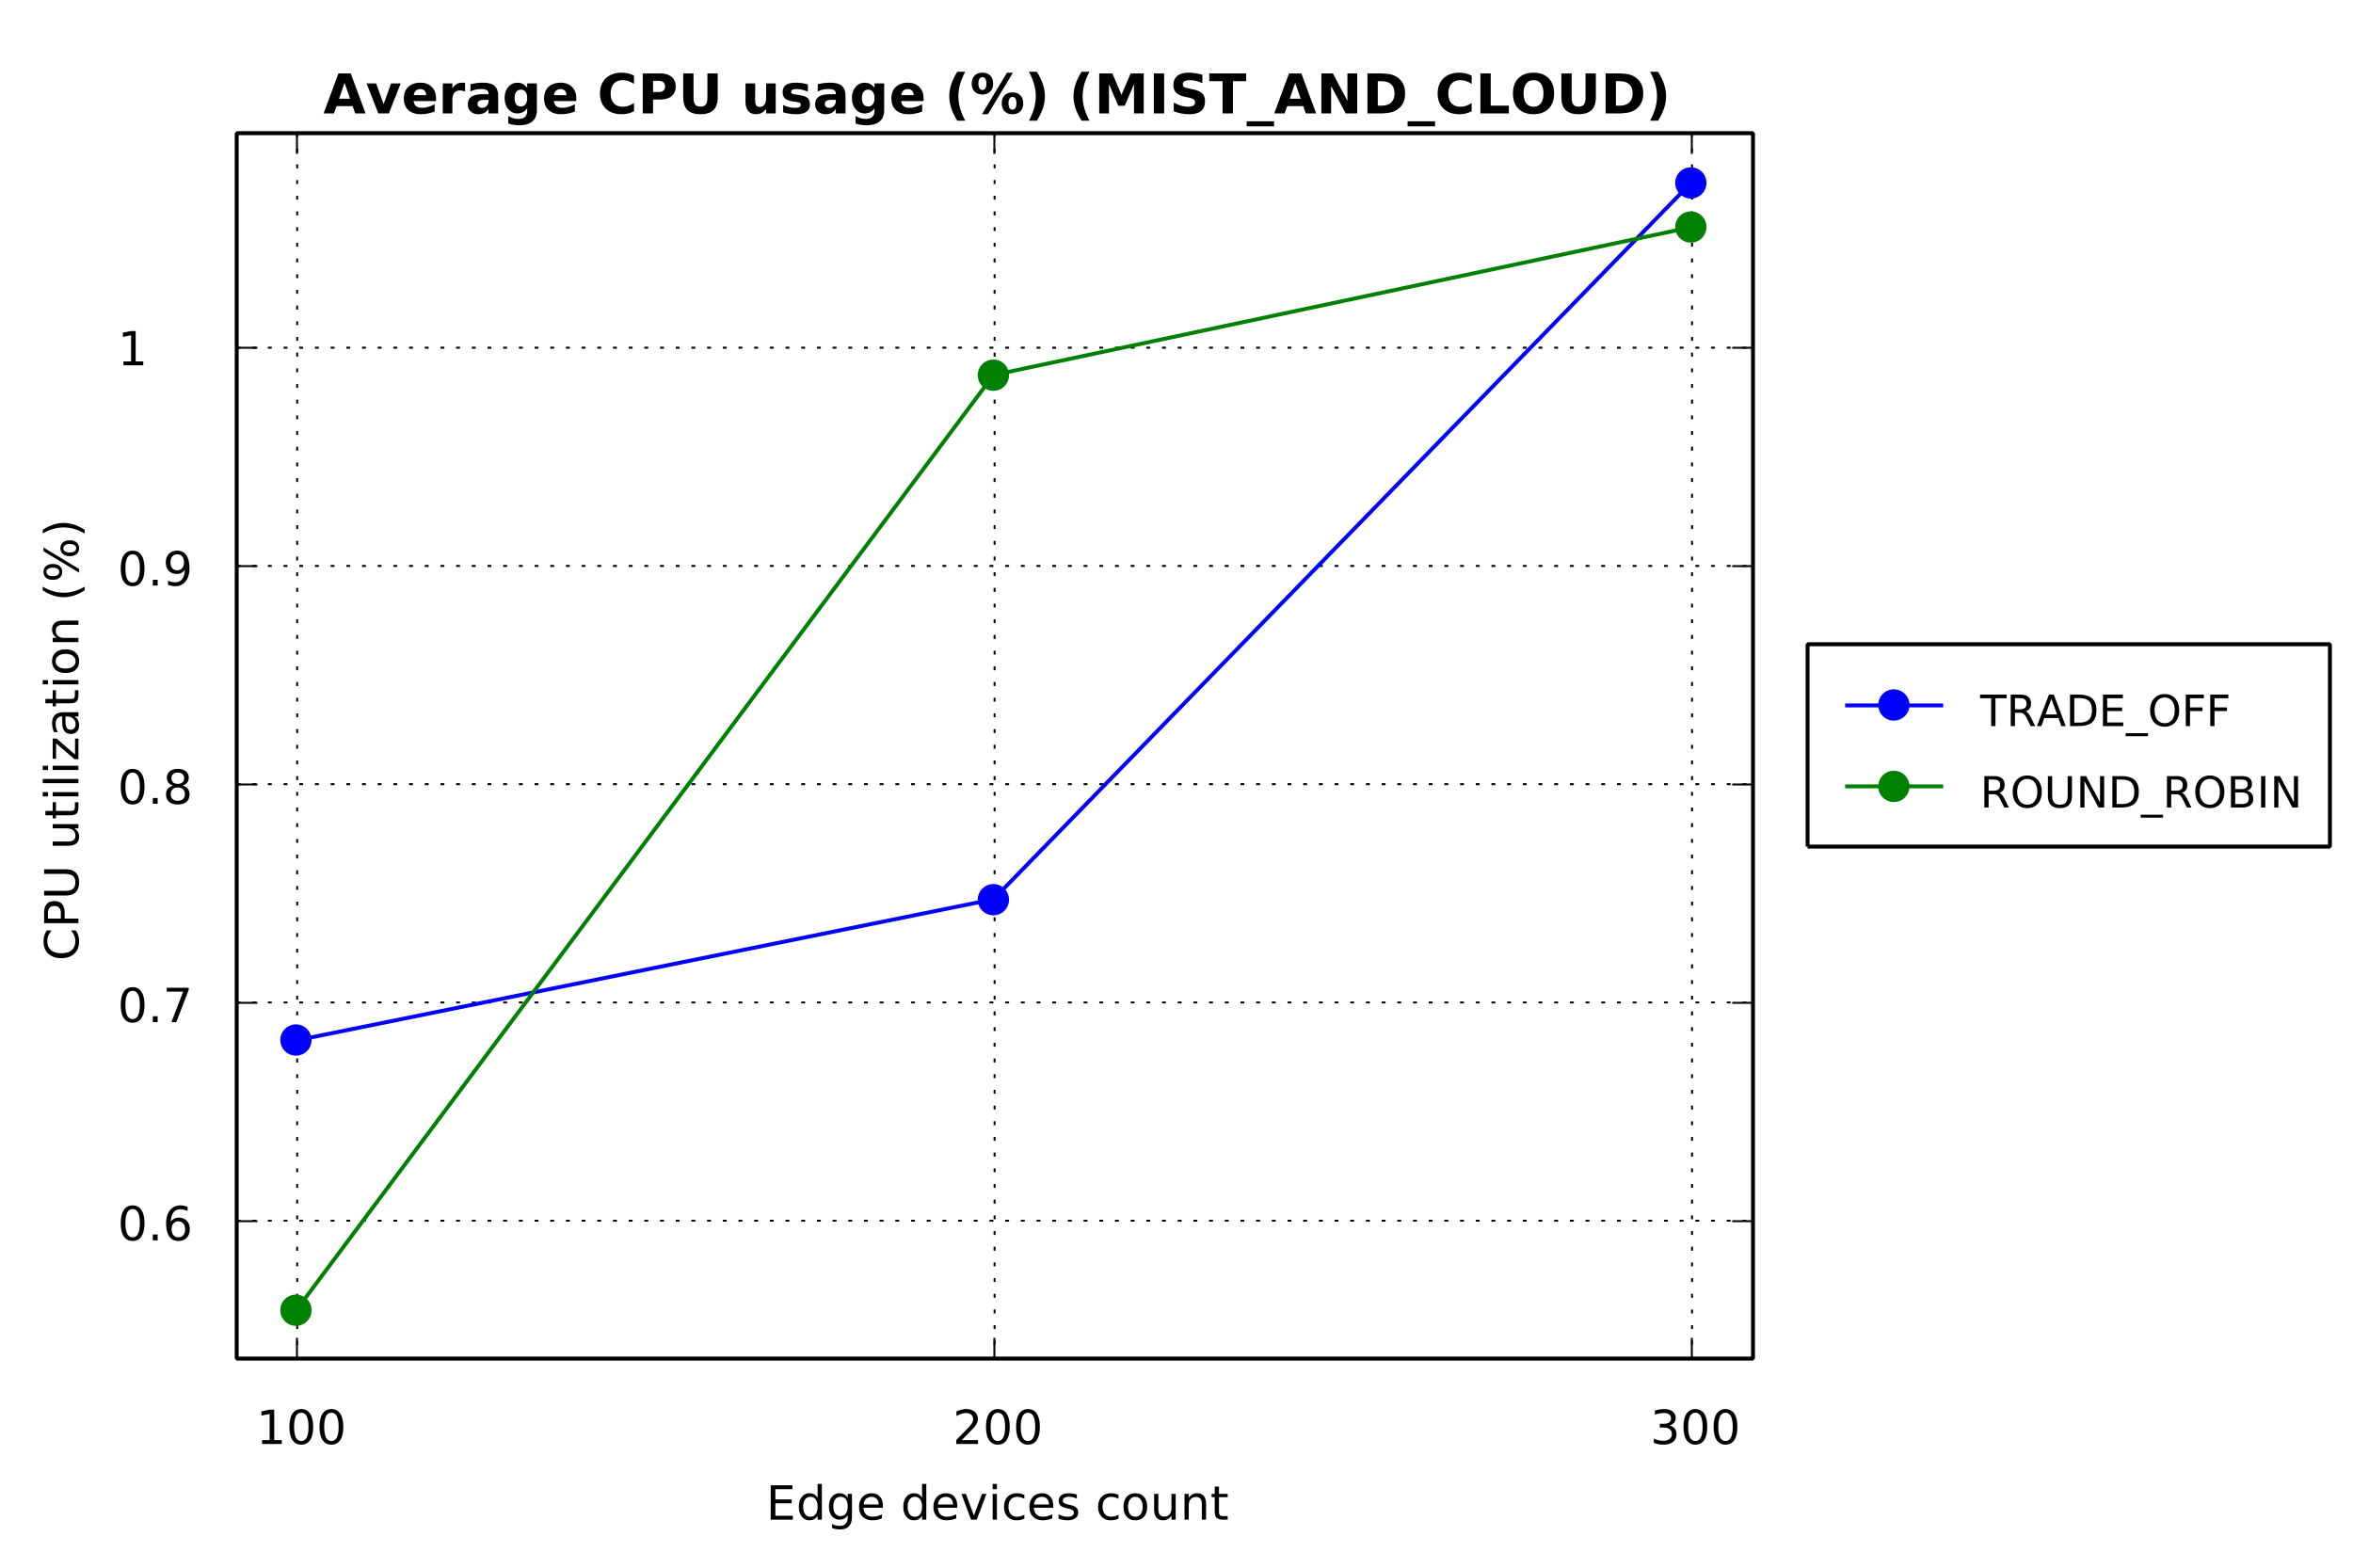 Average CPU usage (%) (MIST_AND_CLOUD)
CPU utilization (%)
1
0.9
0.8
0.7
0.6
100 200 300
Edge devices count
TRADE_OFF
ROUND_ROBIN